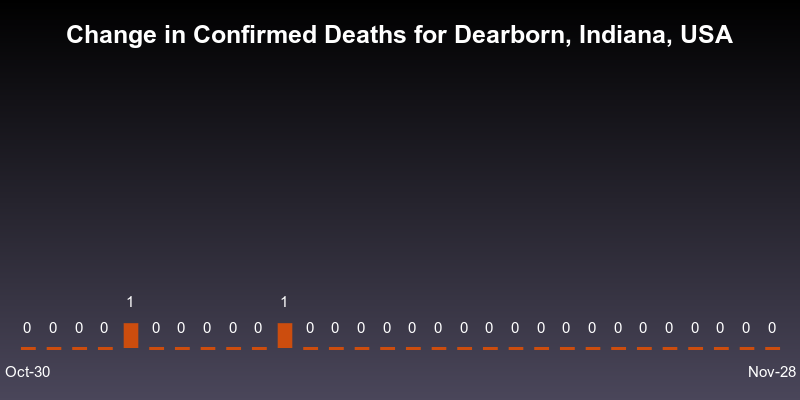 Change in Confirmed Deaths for Dearborn, Indiana, USA
1 1
0 0 0 0 0 0 0 0 0 0 0 0 0 0 0 0 0 0 0 0 0 0 0 0 0 0 0 0
Oct-30 Nov-28